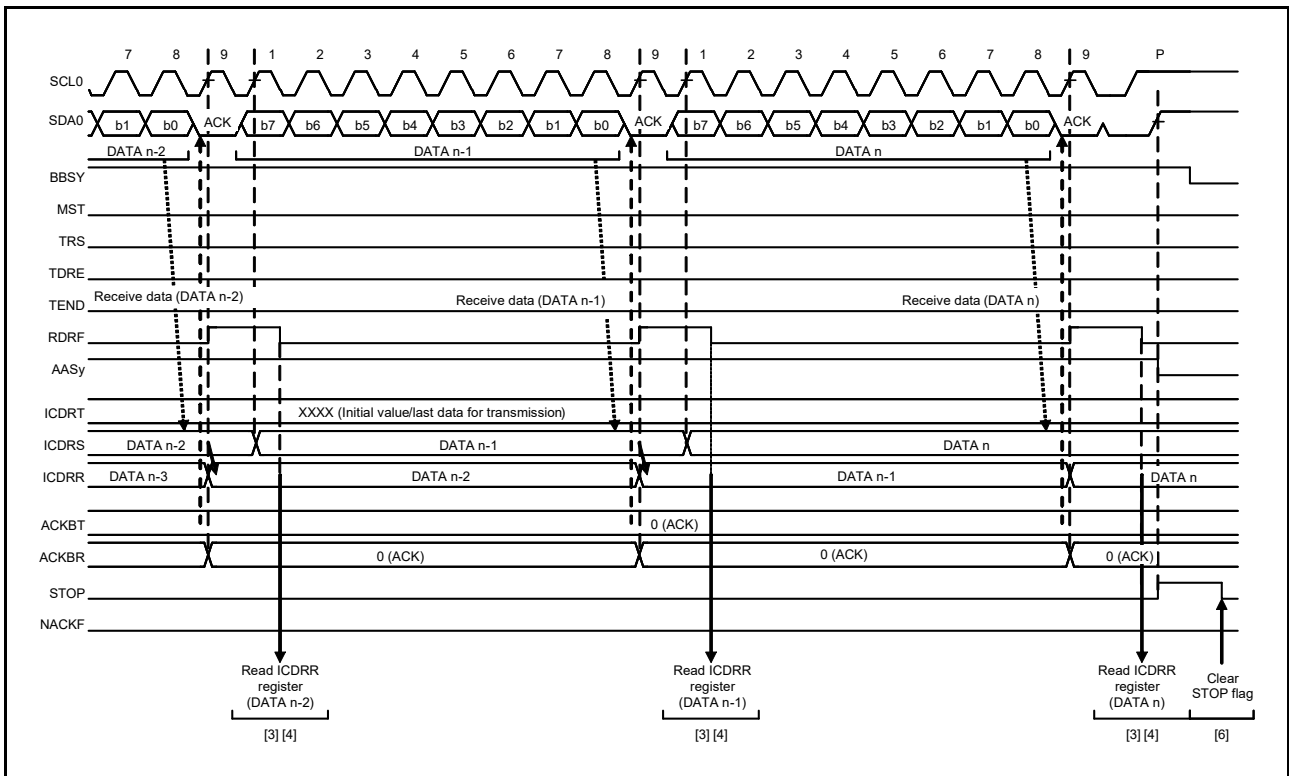 7 8 9 1 2 3 4 5 6 7 8 9 1 2 3 4 5 6 7 8 9 P
SCL0
SDA0 b1 b0 ACK b7 b6 b5 b4 b3 b2 b1 b0 ACK b7 b6 b5 b4 b3 b2 b1 b0 ACK
DATA n-2 DATA n-1 DATA n
BBSY
MST
TRS
TDRE
Receive data (DATA n-2) Receive data (DATA n-1) Receive data (DATA n)
TEND
RDRF
AASy
ICDRT XXXX (Initial value/last data for transmission)
ICDRS DATA n-2 DATA n-1 DATA n
ICDRR DATA n-3 DATA n-2 DATA n-1 DATA n
ACKBT 0 (ACK)
ACKBR 0 (ACK) 0 (ACK) 0 (ACK)
STOP
NACKF
Read ICDRR
register
(DATA n-2)
[3] [4]
Read ICDRR
register
(DATA n-1)
[3] [4]
Read ICDRR
register
(DATA n)
[3] [4]
Clear
STOP flag
[6]